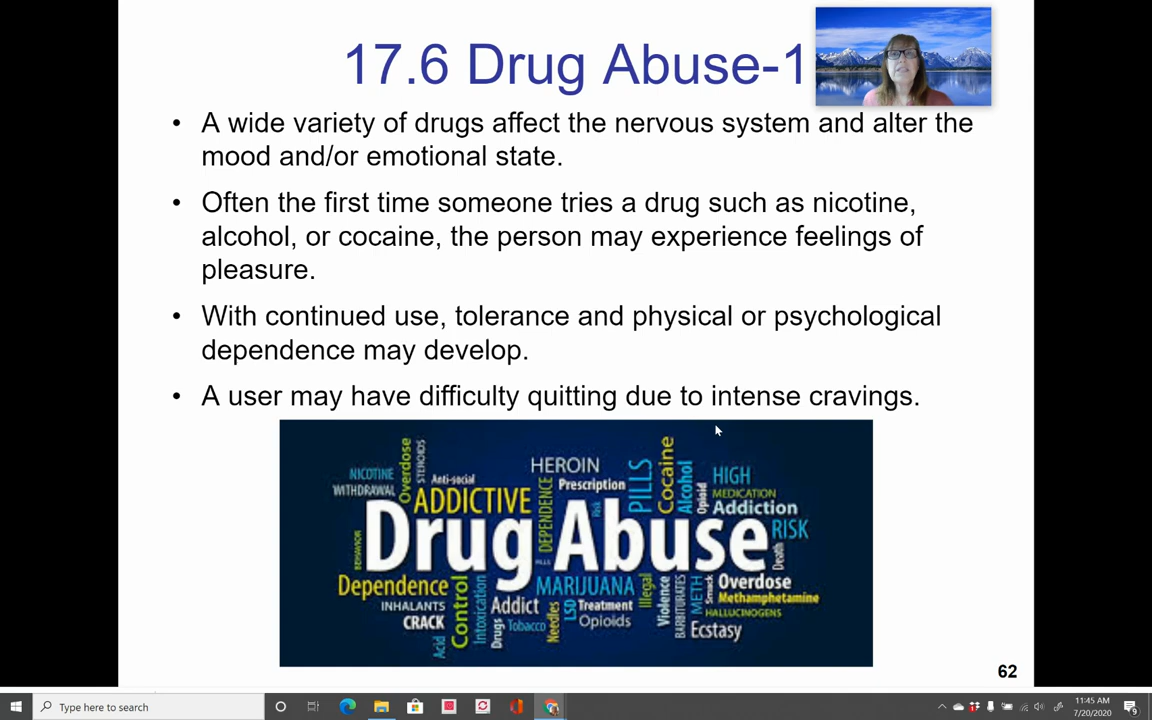 17.6 Drug Abuse-1
• A wide variety of drugs affect the nervous system and alter the
mood and/or emotional state.
• Often the first time someone tries a drug such as nicotine,
alcohol, or cocaine, the person may experience feelings of
pleasure.
• With continued use, tolerance and physical or psychological
dependence may develop.
• A user may have difficulty quitting due to intense cravings.
NICOTINE
WITHDRAWAL
Overdose
STEROIDS
Anti-social
ADDICTIVE
HEROIN
Prescription
DEPENDENCE
Risk
PILLS
Cocaine
Alcohol
Opioid
HIGH
MEDICATION
Addiction
RISK
Death
BEHAVIOR
Drug Abuse
PILLS
Dependence
INHALANTS
CRACK
Acid
Control
Intoxication
Addict
Drugs
Tobacco
MARIJUANA
Needles
LSD
Treatment
Opioids
Illegal
Violence
BARBITURATES
METH
Smack
Overdose
Methamphetamine
HALLUCINOGENS
Ecstasy
62
Type here to search
11:45 AM
7/20/2020